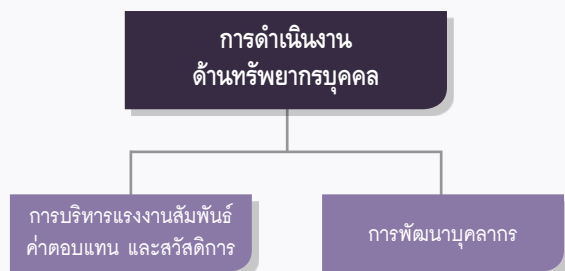 การดำเนินงาน
ด้านทรัพยากรบุคคล
การบริหารแรงงานสัมพันธ์
ค่าตอบแทน และสวัสดิการ
การพัฒนาบุคลากร